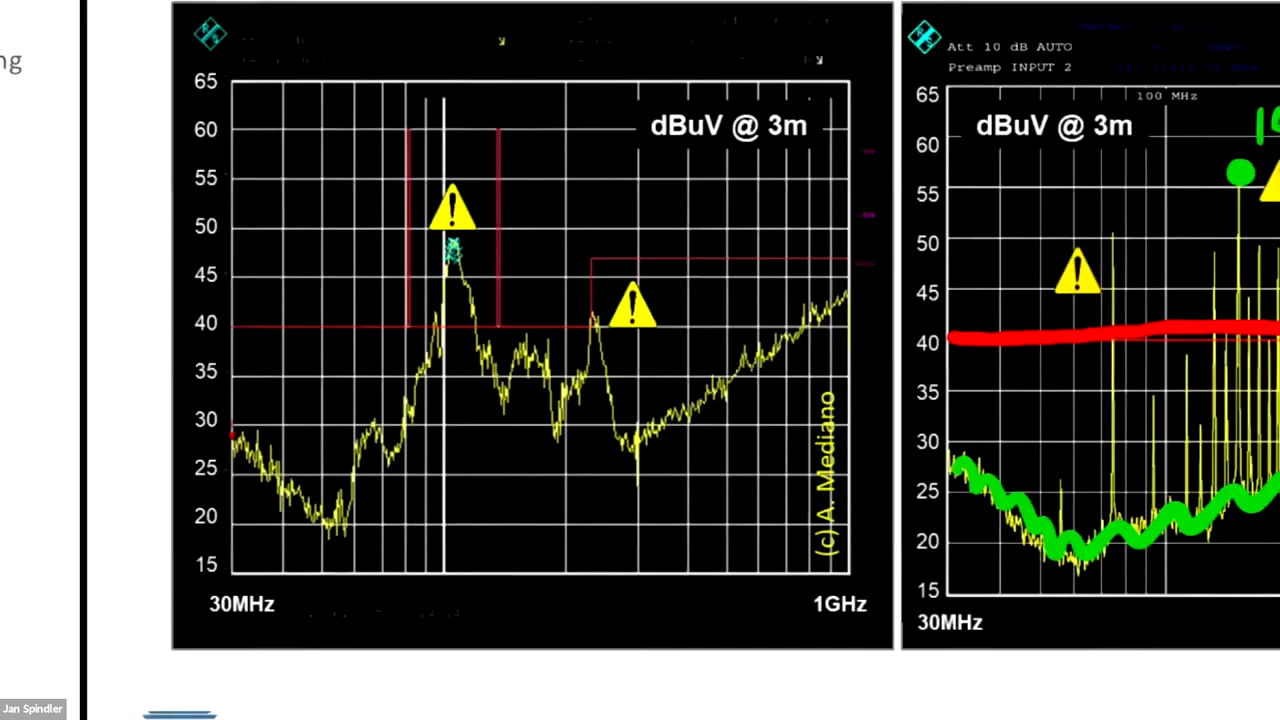 ng
R S
dBuV @ 3m
65
60
55
50
45
40
35
30
25
20
15
30MHz
1GHz
(c) A. Mediano
R S
Att 10 dB AUTO
Preamp INPUT 2
100 MHz
dBuV @ 3m
65
60
55
50
45
40
35
30
25
20
15
30MHz
Jan Spindler